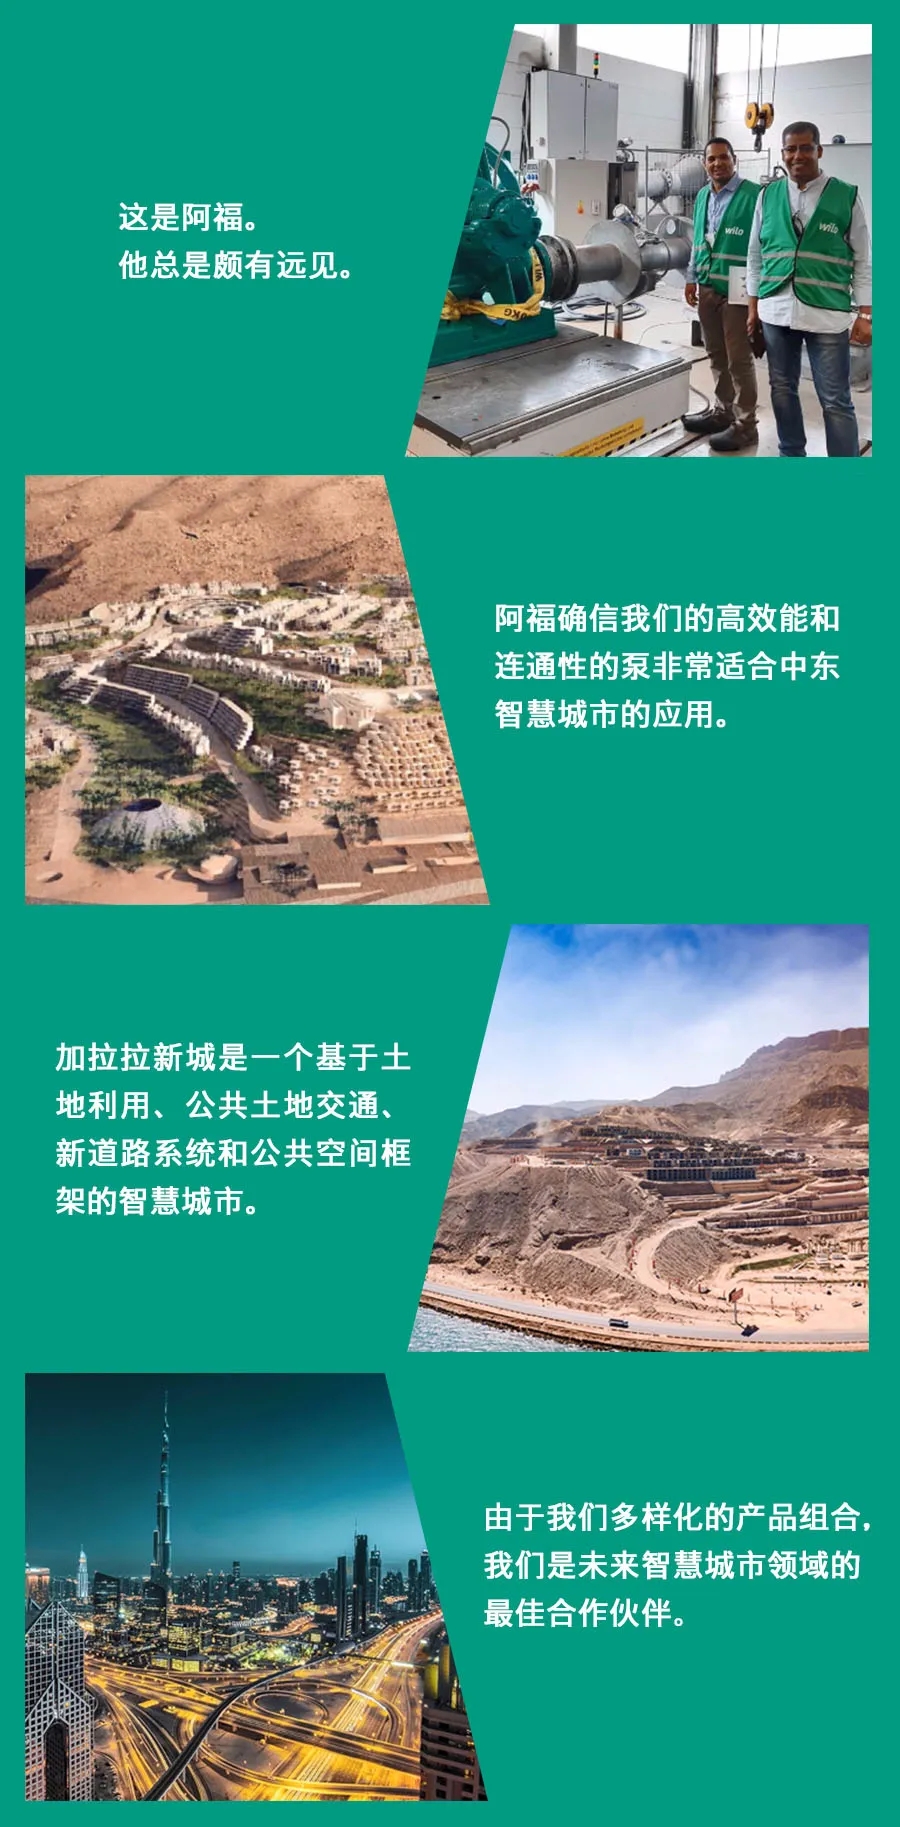 wilo
wilo
这是阿福。
他总是颇有远见。
阿福确信我们的高效能和
连通性的泵非常适合中东
智慧城市的应用。
加拉拉新城是一个基于土
地利用、公共土地交通、
新道路系统和公共空间框
架的智慧城市。
由于我们多样化的产品组合,
我们是未来智慧城市领域的
最佳合作伙伴。